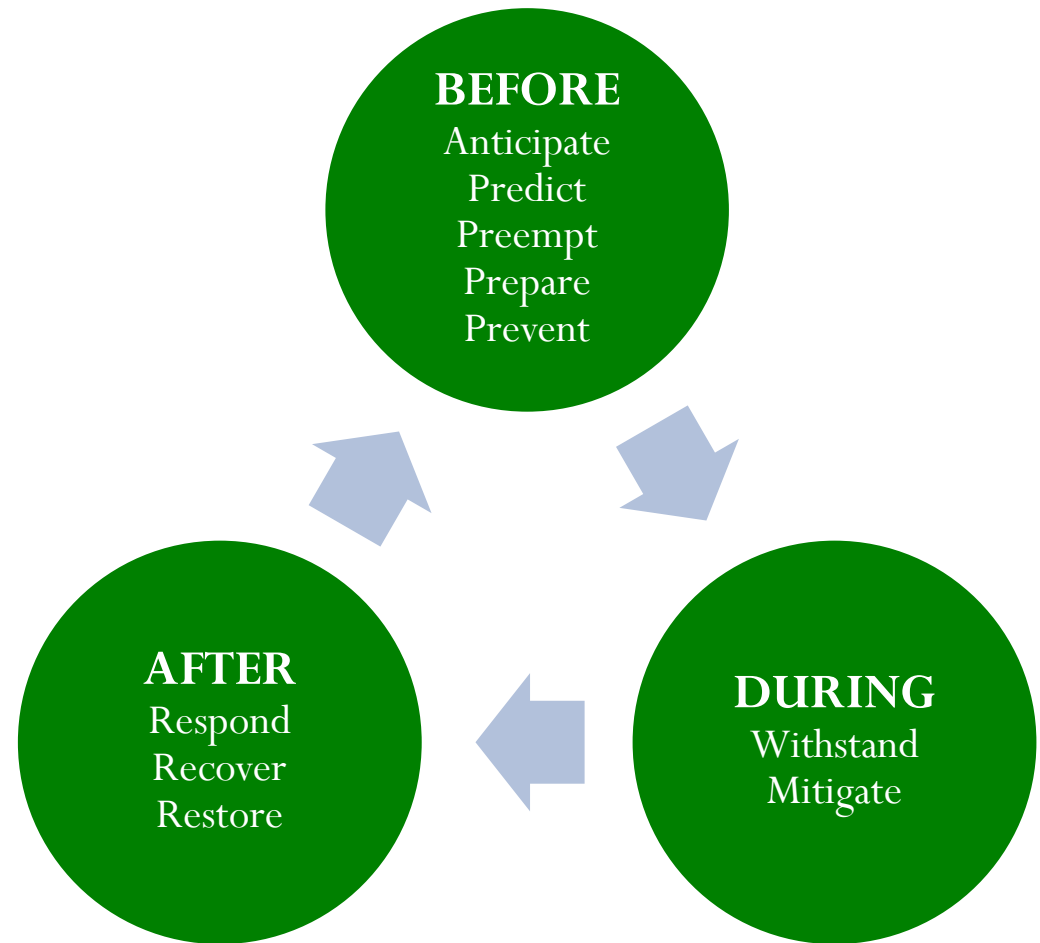 BEFORE
Anticipate
Predict
Preempt
Prepare
Prevent
DURING
Withstand
Mitigate
AFTER
Respond
Recover
Restore